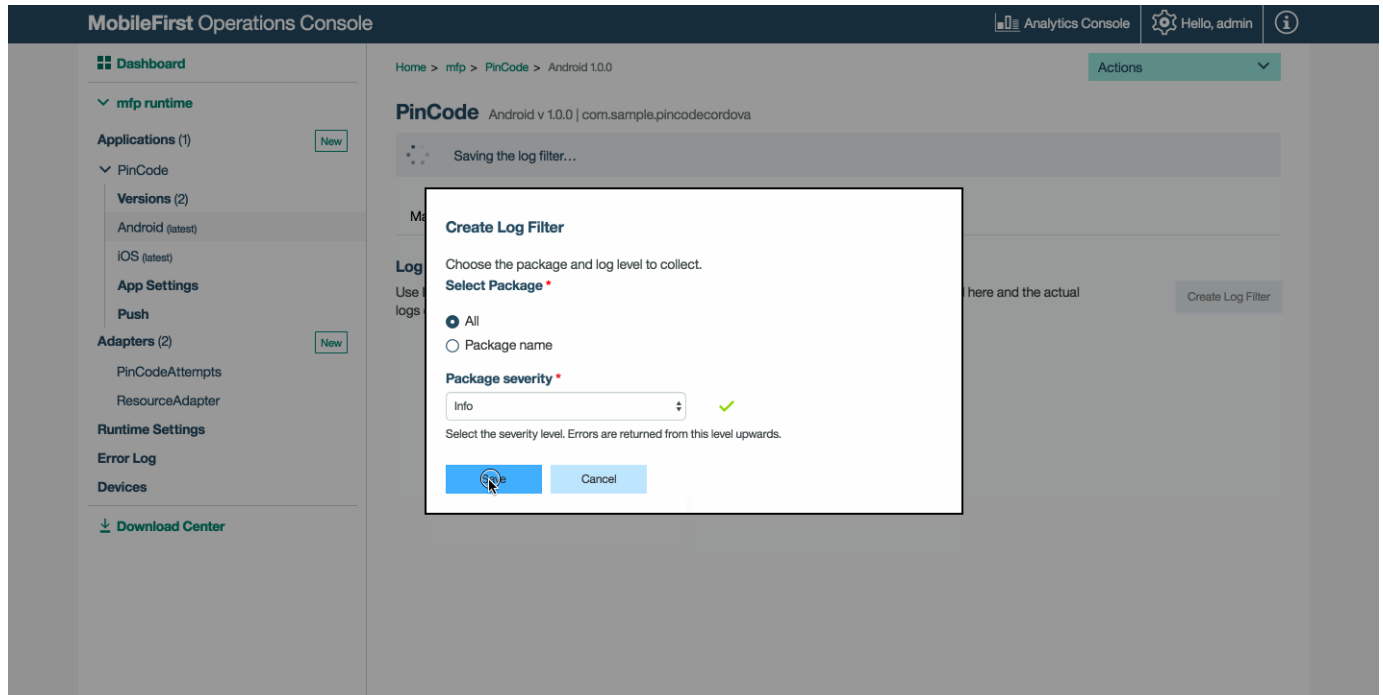 MobileFirst Operations Console
Analytics Console
Hello, admin
Dashboard
mfp runtime
Applications (1)
New
PinCode
Versions (2)
Android (latest)
iOS (latest)
App Settings
Push
Adapters (2)
New
PinCodeAttempts
ResourceAdapter
Runtime Settings
Error Log
Devices
Download Center
Home > mfp > PinCode > Android 1.0.0
Actions
PinCode Android v 1.0.0 | com.sample.pincodecordova
Saving the log filter...
Log
Use
here and the actual
logs
Create Log Filter
Create Log Filter
Choose the package and log level to collect.
Select Package *
All
Package name
Package severity *
Info
Select the severity level. Errors are returned from this level upwards.
Save
Cancel